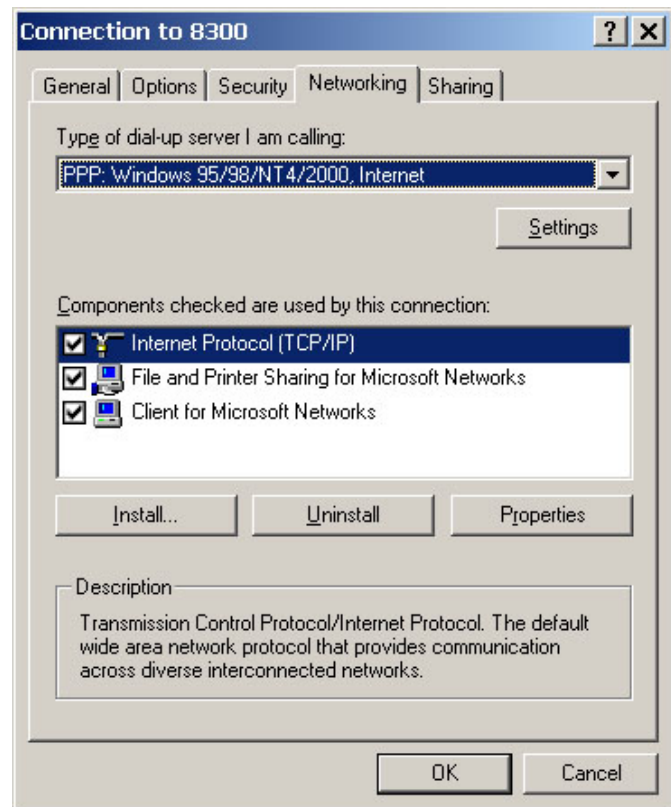 Connection to 8300
General Options Security Networking Sharing
Type of dial-up server I am calling:
PPP: Windows 95/98/NT4/2000, Internet
Settings
Components checked are used by this connection:
Internet Protocol (TCP/IP)
File and Printer Sharing for Microsoft Networks
Client for Microsoft Networks
Install... Uninstall Properties
Description
Transmission Control Protocol/Internet Protocol. The default
wide area network protocol that provides communication
across diverse interconnected networks.
OK Cancel